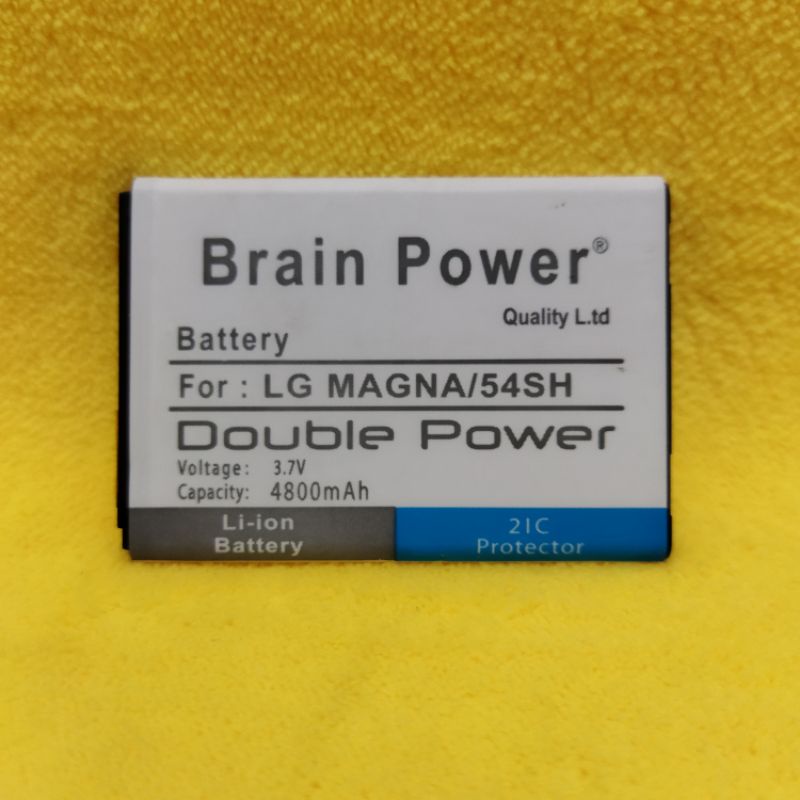 Brain Power®
Quality L.td
Battery
For : LG MAGNA/54SH
Double Power
Voltage: 3.7V
Capacity: 4800mAh
Li-ion
Battery
2IC
Protector